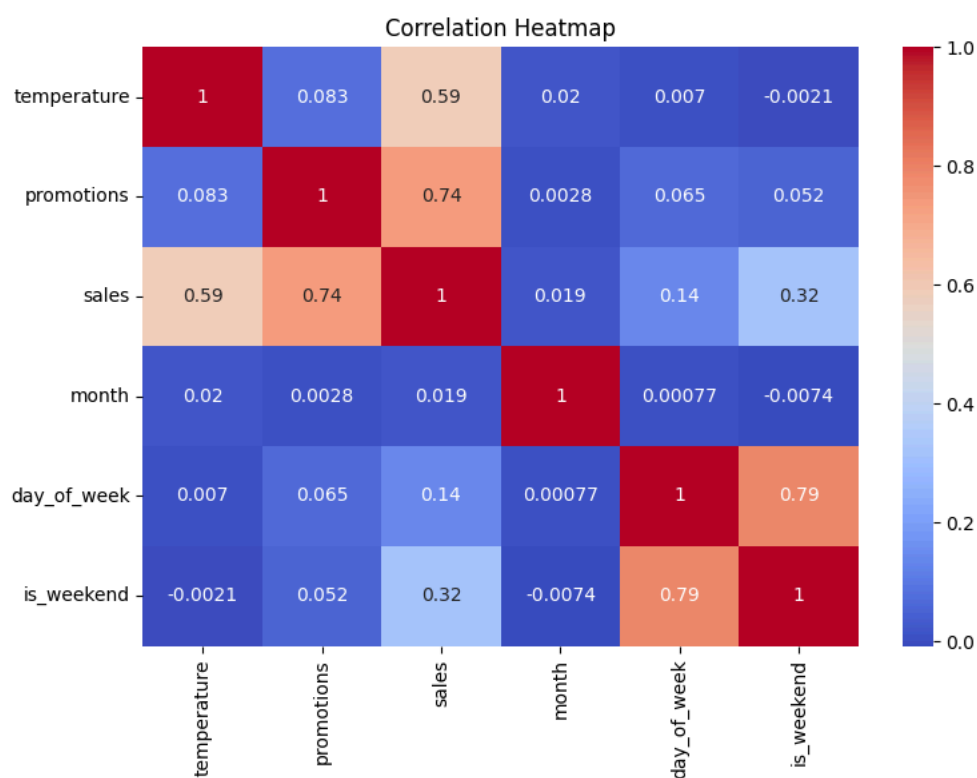 Correlation Heatmap
temperature 1 0.083 0.59 0.02 0.007 -0.0021
promotions 0.083 1 0.74 0.0028 0.065 0.052
sales 0.59 0.74 1 0.019 0.14 0.32
month 0.02 0.0028 0.019 1 0.00077 -0.0074
day_of_week 0.007 0.065 0.14 0.00077 1 0.79
is_weekend -0.0021 0.052 0.32 -0.0074 0.79 1
temperature promotions sales month day_of_week is_weekend
1.0
0.8
0.6
0.4
0.2
0.0